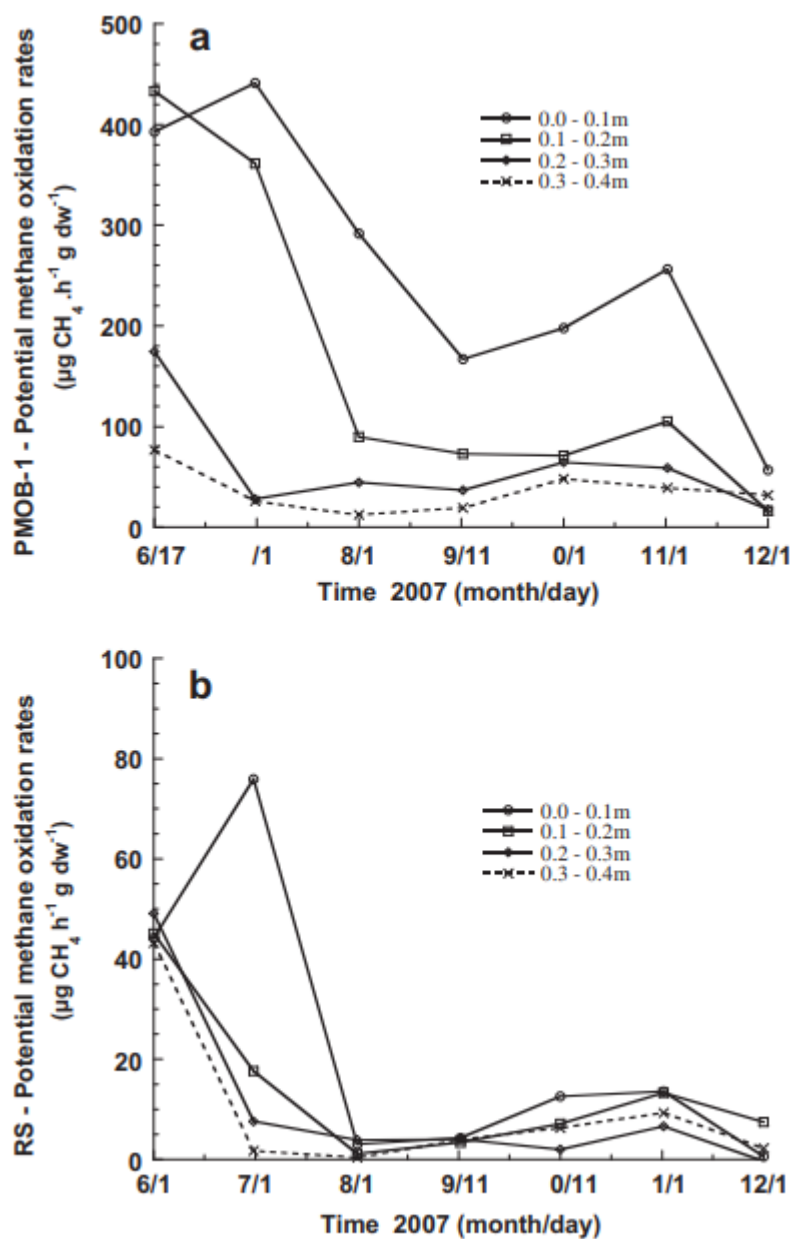 a
500
400
300
200
100
0
PMOB-1 - Potential methane oxidation rates
(µg CH4 .h-1 g dw-1)
0.0 - 0.1m
0.1 - 0.2m
0.2 - 0.3m
0.3 - 0.4m
6/17 /1 8/1 9/11 0/1 11/1 12/1
Time 2007 (month/day)
b
100
80
60
40
20
0
RS - Potential methane oxidation rates
(µg CH4 h-1 g dw-1)
0.0 - 0.1m
0.1 - 0.2m
0.2 - 0.3m
0.3 - 0.4m
6/1 7/1 8/1 9/11 0/11 1/1 12/1
Time 2007 (month/day)